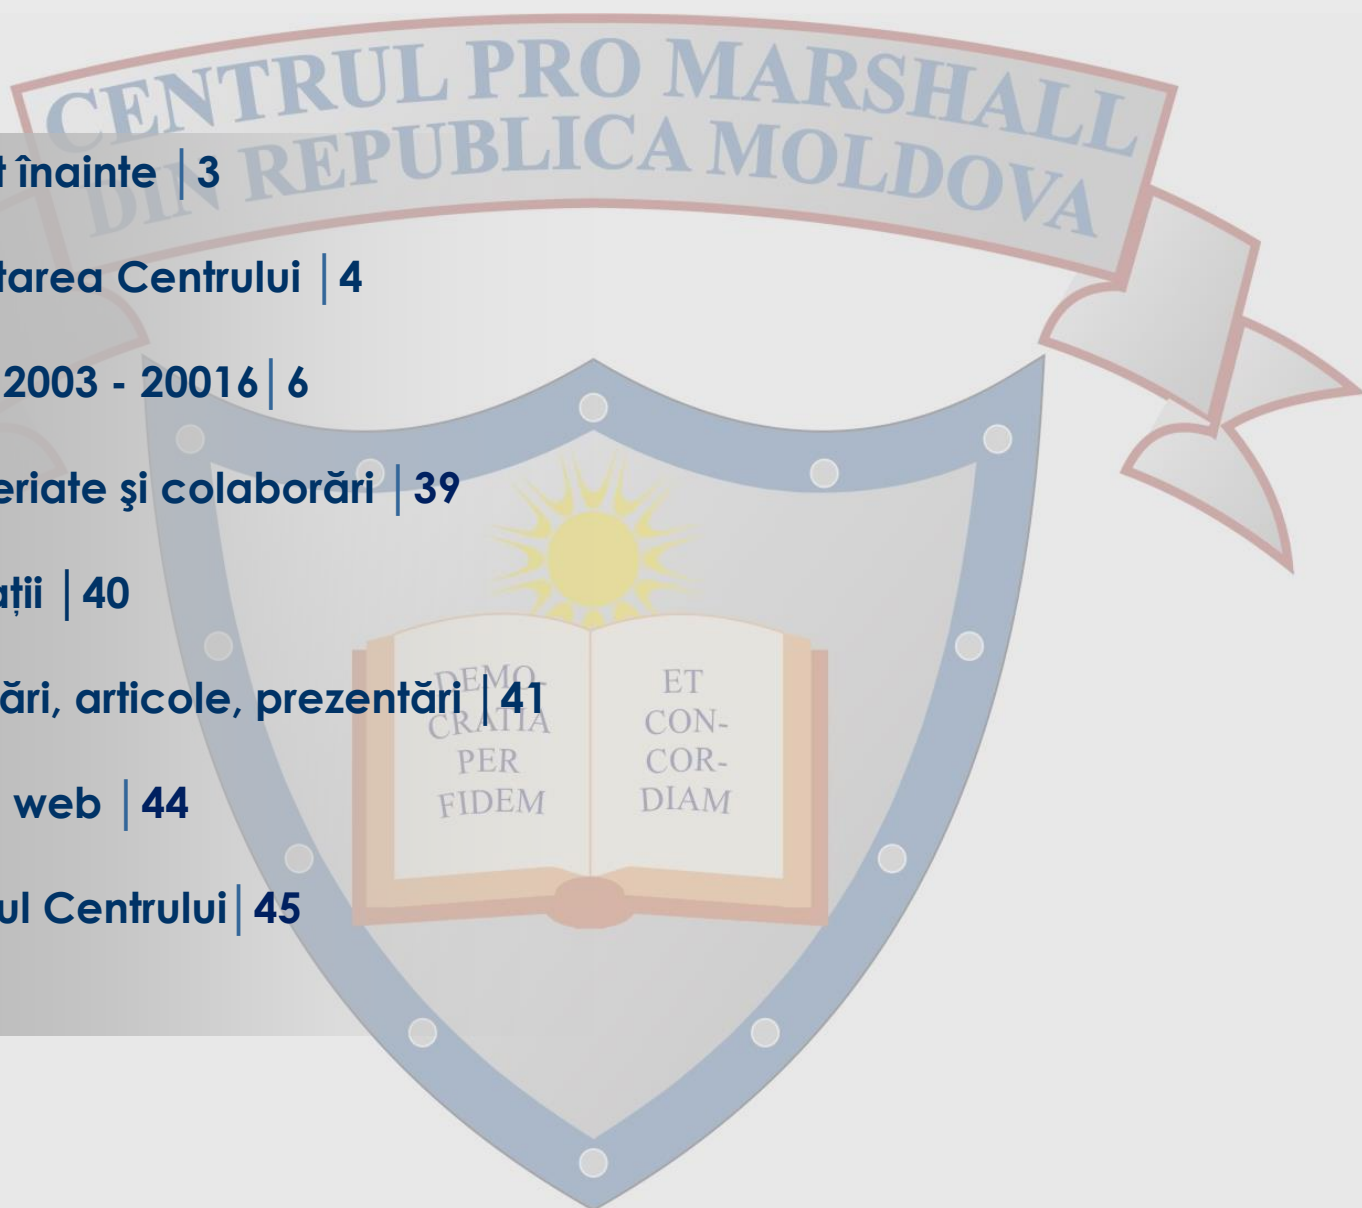 CENTRUL PRO MARSHALL
DIN REPUBLICA MOLDOVA
t înainte |3
tarea Centrului |4
2003 - 20016| 6
eriate şi colaborări |39
ații |40
ări, articole, prezentări |41
web |44
ul Centrului| 45
DEMO-
CRATIA
PER
FIDEM
ET
CON-
COR-
DIAM